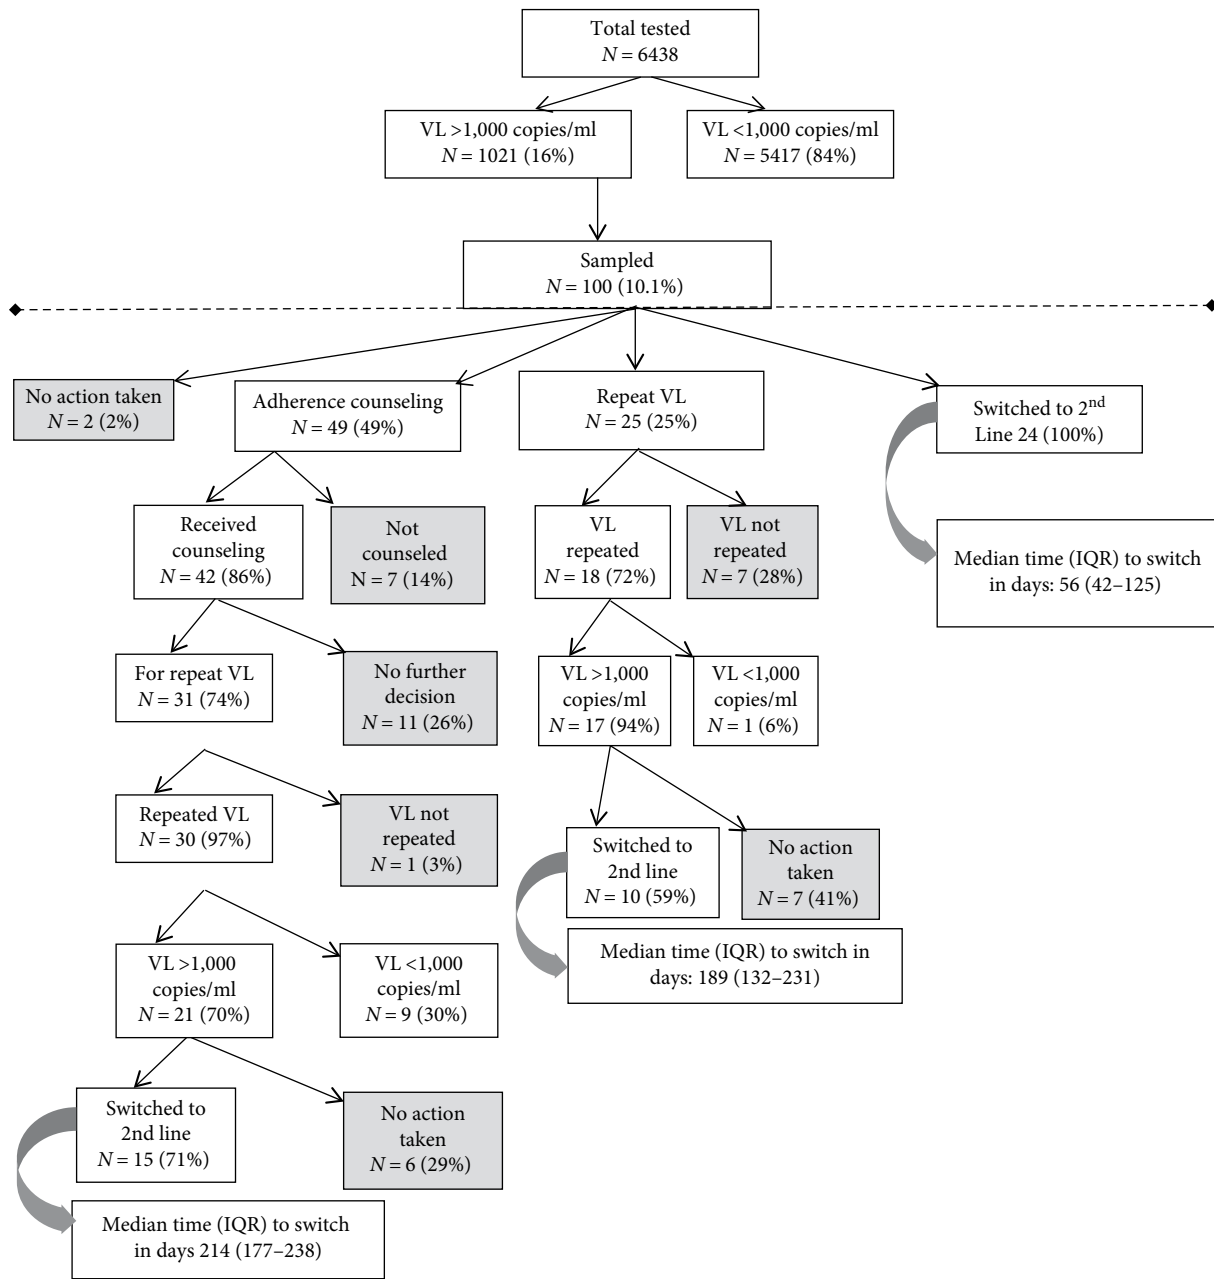 Total tested
N = 6438
VL >1,000 copies/ml
N = 1021 (16%)
VL <1,000 copies/ml
N = 5417 (84%)
Sampled
N = 100 (10.1%)
No action taken
N = 2 (2%)
Adherence counseling
N = 49 (49%)
Repeat VL
N = 25 (25%)
Switched to 2nd
Line 24 (100%)
Received
counseling
N = 42 (86%)
Not
counseled
N = 7 (14%)
VL
repeated
N = 18 (72%)
VL not
repeated
N = 7 (28%)
Median time (IQR) to switch
in days: 56 (42–125)
For repeat VL
N = 31 (74%)
No further
decision
N = 11 (26%)
VL >1,000
copies/ml
N = 17 (94%)
VL <1,000
copies/ml
N = 1 (6%)
Repeated VL
N = 30 (97%)
VL not
repeated
N = 1 (3%)
Switched to
2nd line
N = 10 (59%)
No action
taken
N = 7 (41%)
Median time (IQR) to switch in
days: 189 (132–231)
VL >1,000
copies/ml
N = 21 (70%)
VL <1,000
copies/ml
N = 9 (30%)
Switched to
2nd line
N = 15 (71%)
No action
taken
N = 6 (29%)
Median time (IQR) to switch
in days 214 (177–238)